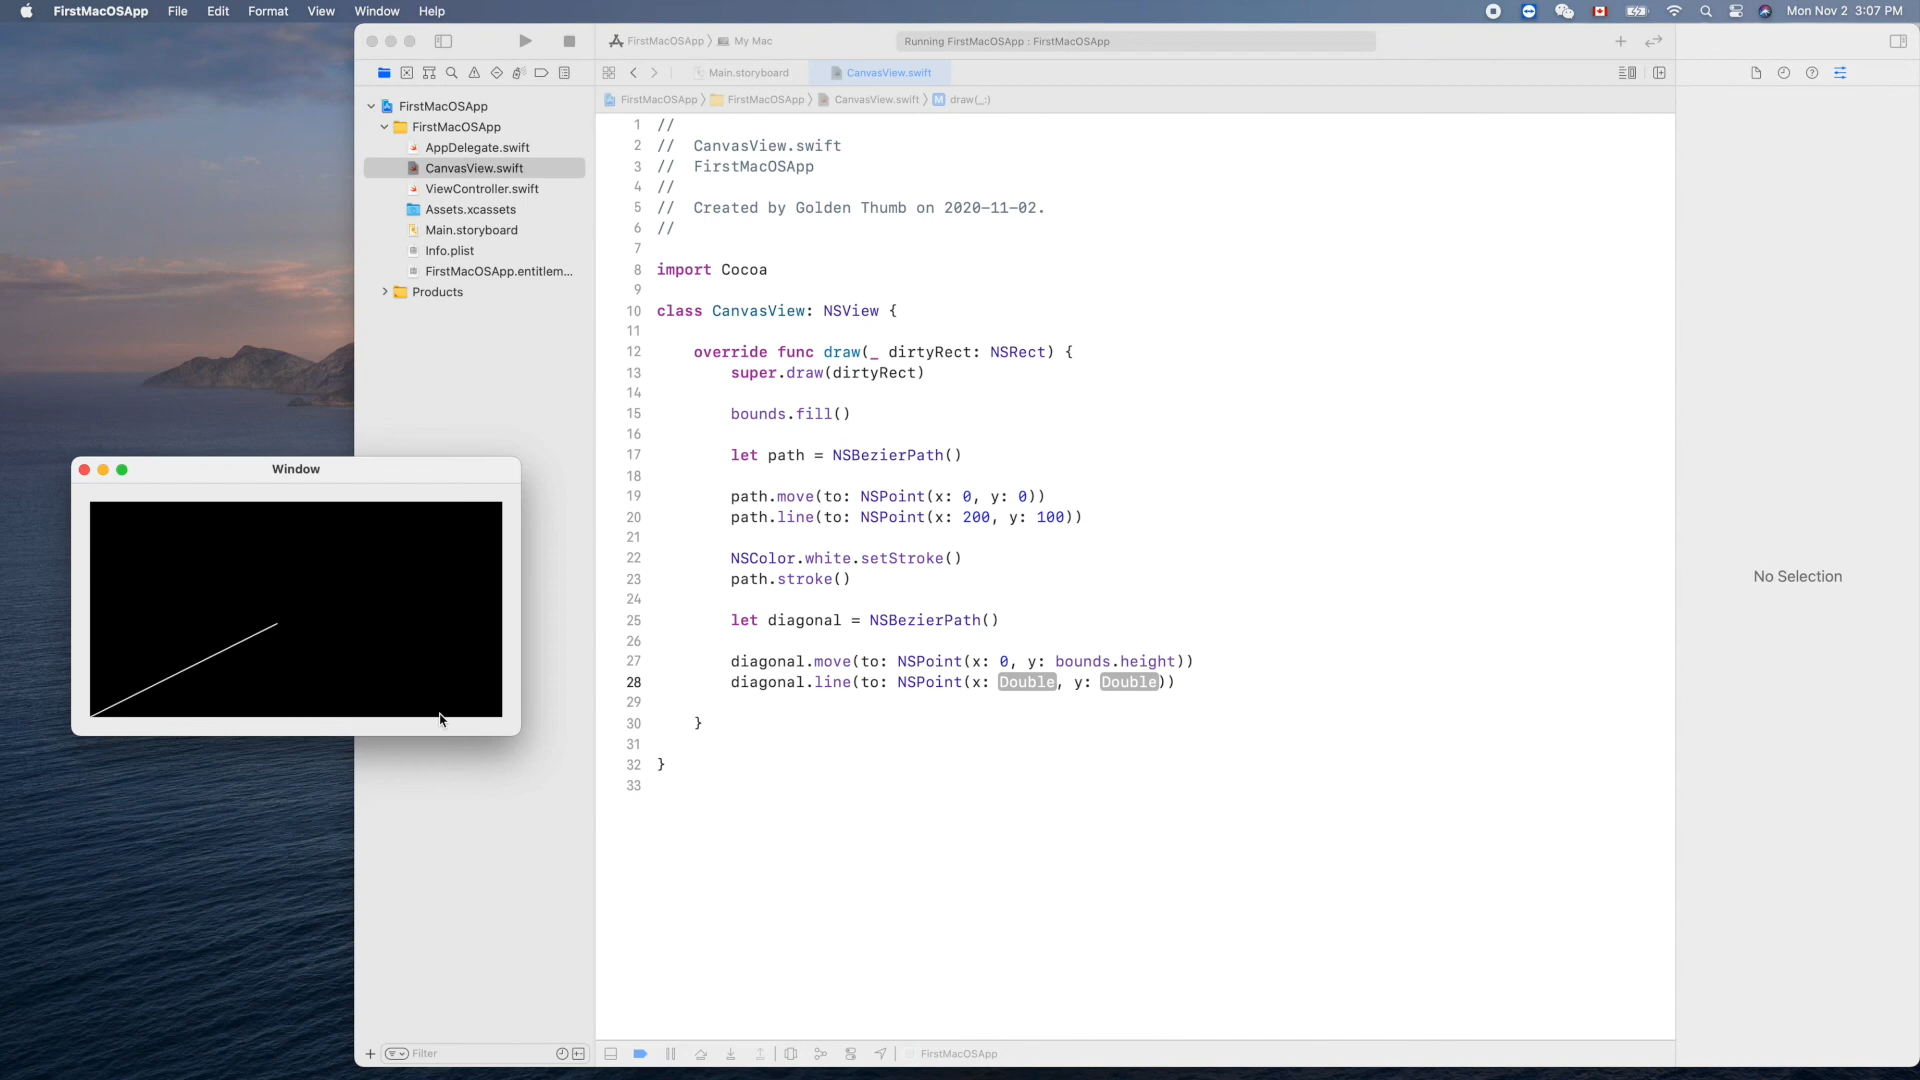 FirstMacOSApp File Edit Format View Window Help Mon Nov 2 3:07 PM
FirstMacOSApp My Mac Running FirstMacOSApp : FirstMacOSApp
Main.storyboard CanvasView.swift
FirstMacOSApp FirstMacOSApp CanvasView.swift M draw(_:)
FirstMacOSApp
FirstMacOSApp
AppDelegate.swift
CanvasView.swift
ViewController.swift
Assets.xcassets
Main.storyboard
Info.plist
FirstMacOSApp.entitlem...
Products
Window
1 //
2 // CanvasView.swift
3 // FirstMacOSApp
4 //
5 // Created by Golden Thumb on 2020-11-02.
6 //
7
8 import Cocoa
9
10 class CanvasView: NSView {
11
12 override func draw(_ dirtyRect: NSRect) {
13 super.draw(dirtyRect)
14
15 bounds.fill()
16
17 let path = NSBezierPath()
18
19 path.move(to: NSPoint(x: 0, y: 0))
20 path.line(to: NSPoint(x: 200, y: 100))
21
22 NSColor.white.setStroke()
23 path.stroke()
24
25 let diagonal = NSBezierPath()
26
27 diagonal.move(to: NSPoint(x: 0, y: bounds.height))
28 diagonal.line(to: NSPoint(x: Double, y: Double))
29
30 }
31
32 }
33
No Selection
Filter
FirstMacOSApp